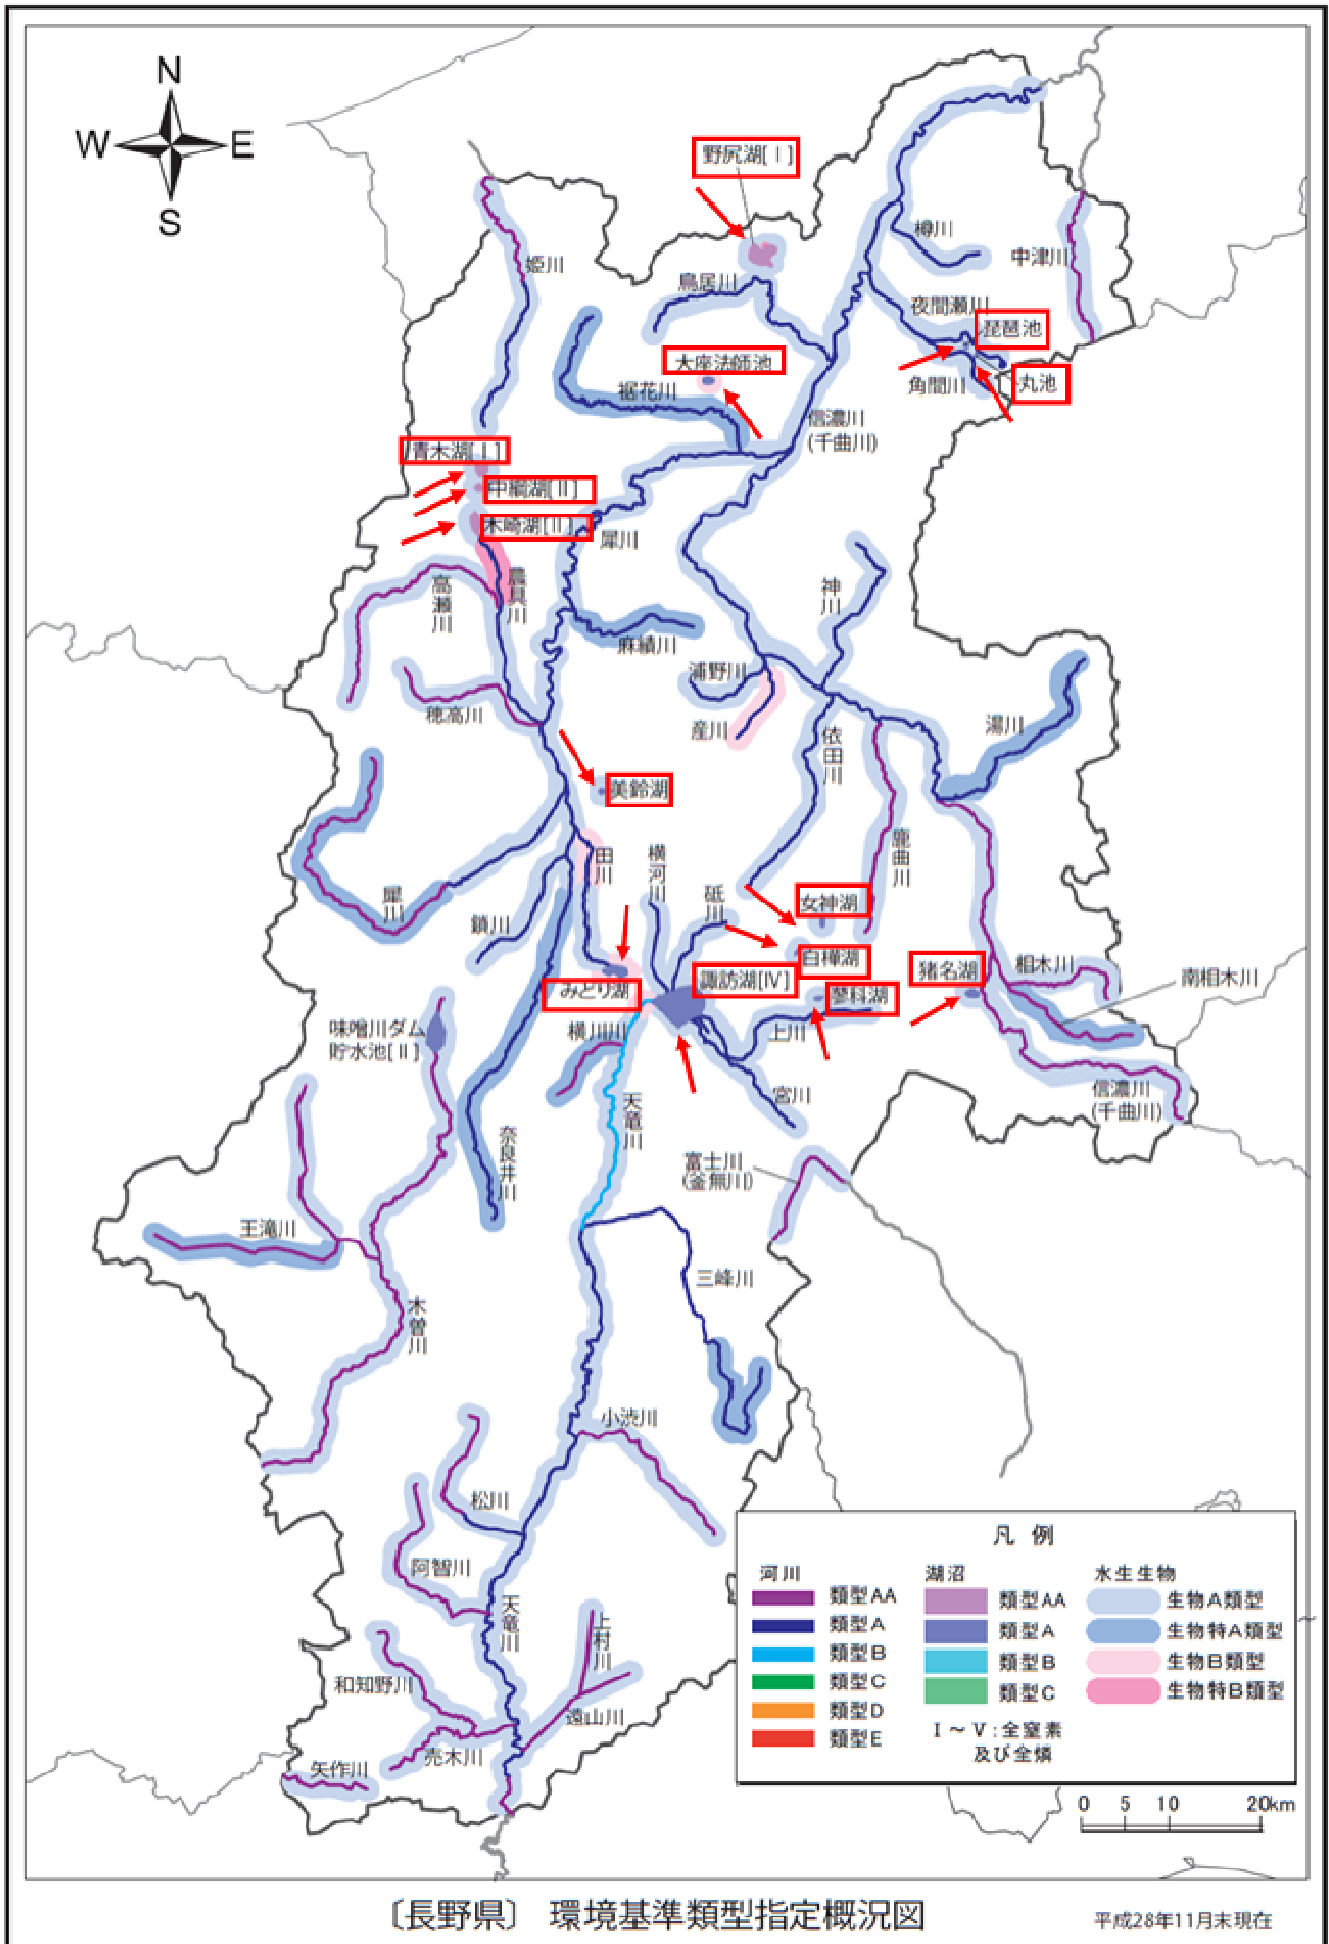 N
W E
S
野尻湖[Ⅰ]
姫川
鳥居川
樽川
中津川
夜間瀬川
琵琶池
丸池
角間川
大座法師池
裾花川
信濃川
(千曲川)
青木湖[Ⅰ]
中綱湖[Ⅱ]
木崎湖[Ⅱ]
犀川
農具川
高瀬川
麻績川
神川
浦野川
産川
穂高川
依田川
湯川
美鈴湖
鹿曲川
田川
横河川
砥川
犀川
鎖川
女神湖
白樺湖
諏訪湖[Ⅳ]
蓼科湖
猪名湖
相木川
南相木川
みどり湖
横川川
上川
味噌川ダム
貯水池[Ⅱ]
宮川
信濃川
(千曲川)
天竜川
奈良井川
富士川
(釜無川)
王滝川
三峰川
木曽川
小渋川
松川
阿智川
天竜川
上村川
和知野川
遠山川
売木川
矢作川
凡 例
河川 湖沼 水生生物
類型AA 類型AA 生物A類型
類型A 類型A 生物特A類型
類型B 類型B 生物B類型
類型C 類型C 生物特B類型
類型D
類型E
Ⅰ～Ⅴ:全窒素
及び全燐
0 5 10 20km
〔長野県〕 環境基準類型指定概況図
平成28年11月末現在